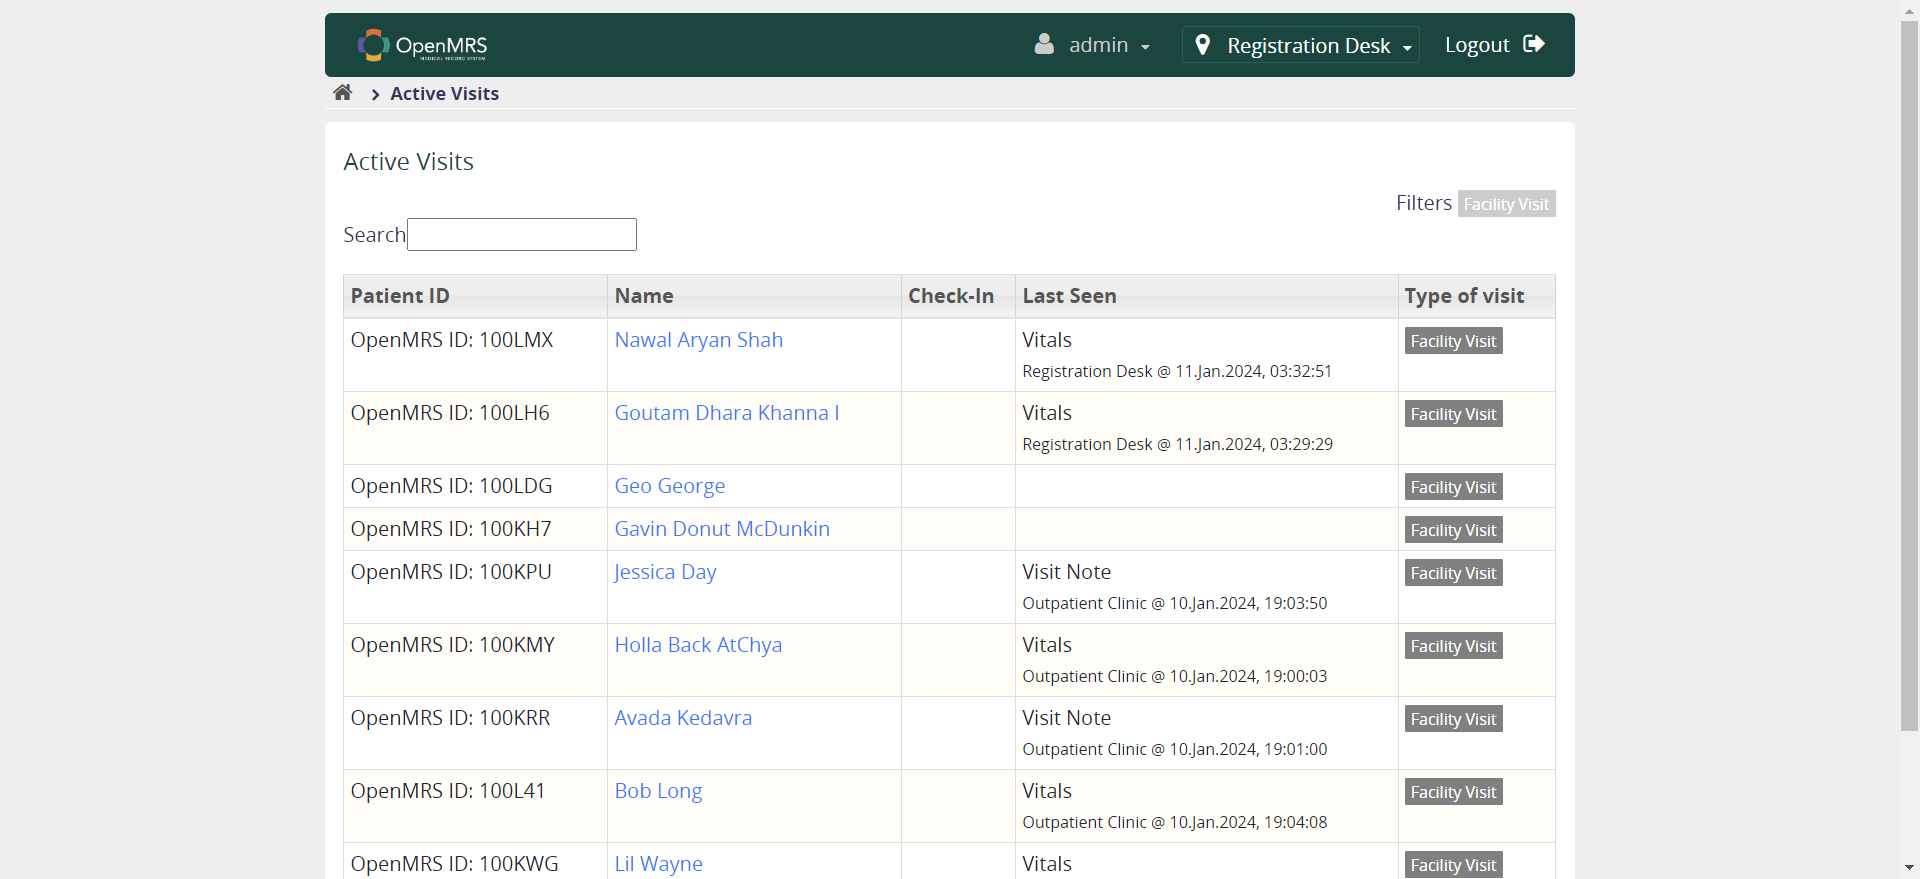 OpenMRS
MEDICAL RECORD SYSTEM
admin
Registration Desk
Logout
Active Visits
Active Visits
Filters Facility Visit
Search
Patient ID Name Check-In Last Seen Type of visit
OpenMRS ID: 100LMX Nawal Aryan Shah Vitals Facility Visit
Registration Desk @ 11.Jan.2024, 03:32:51
OpenMRS ID: 100LH6 Goutam Dhara Khanna I Vitals Facility Visit
Registration Desk @ 11.Jan.2024, 03:29:29
OpenMRS ID: 100LDG Geo George Facility Visit
OpenMRS ID: 100KH7 Gavin Donut McDunkin Facility Visit
OpenMRS ID: 100KPU Jessica Day Visit Note Facility Visit
Outpatient Clinic @ 10.Jan.2024, 19:03:50
OpenMRS ID: 100KMY Holla Back AtChya Vitals Facility Visit
Outpatient Clinic @ 10.Jan.2024, 19:00:03
OpenMRS ID: 100KRR Avada Kedavra Visit Note Facility Visit
Outpatient Clinic @ 10.Jan.2024, 19:01:00
OpenMRS ID: 100L41 Bob Long Vitals Facility Visit
Outpatient Clinic @ 10.Jan.2024, 19:04:08
OpenMRS ID: 100KWG Lil Wayne Vitals Facility Visit